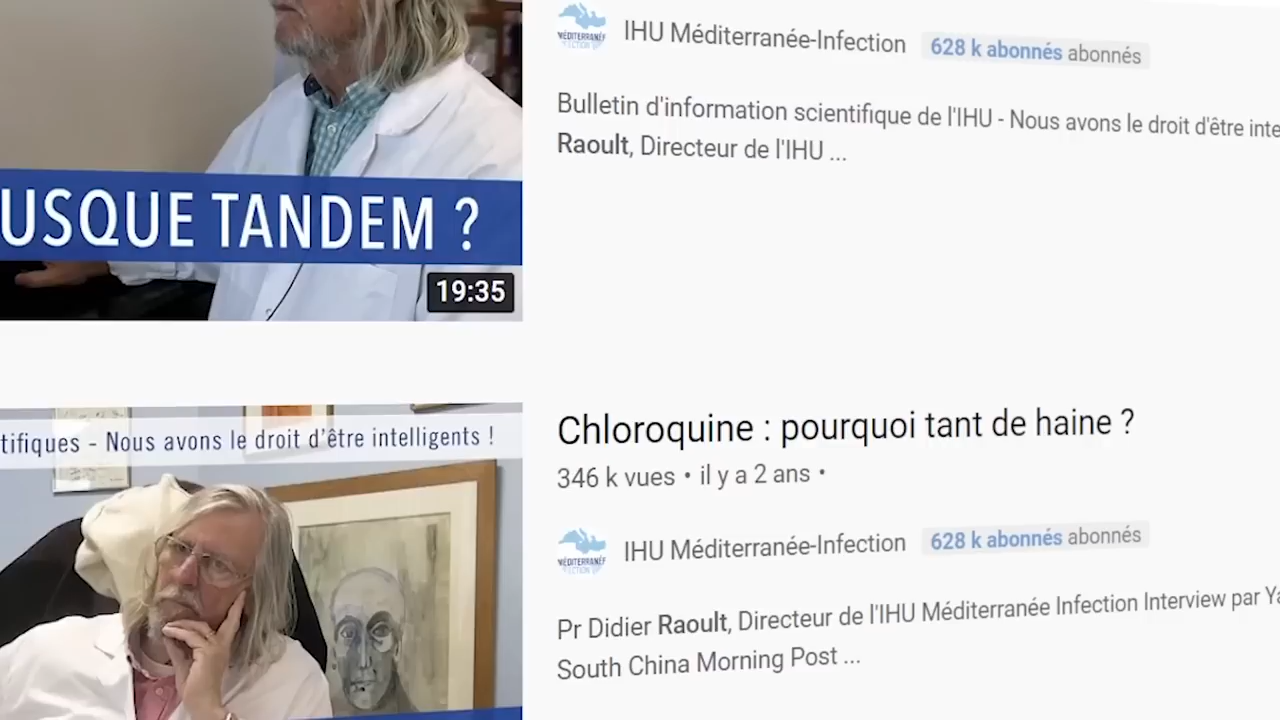 IHU Méditerranée-Infection 628 k abonnés abonnés
MÉDITERRANÉE
Bulletin d'information scientifique de l'IHU - Nous avons le droit d'être
Raoult, Directeur de l'IHU ...
USQUE TANDEM ?
19:35
tifiques - Nous avons le droit d'être intelligents !
Chloroquine : pourquoi tant de haine ?
346 k vues • il y a 2 ans •
IHU Méditerranée-Infection 628 k abonnés abonnés
MÉDITERRANÉE
Pr Didier Raoult, Directeur de l'IHU Méditerranée Infection Interview par
South China Morning Post ...